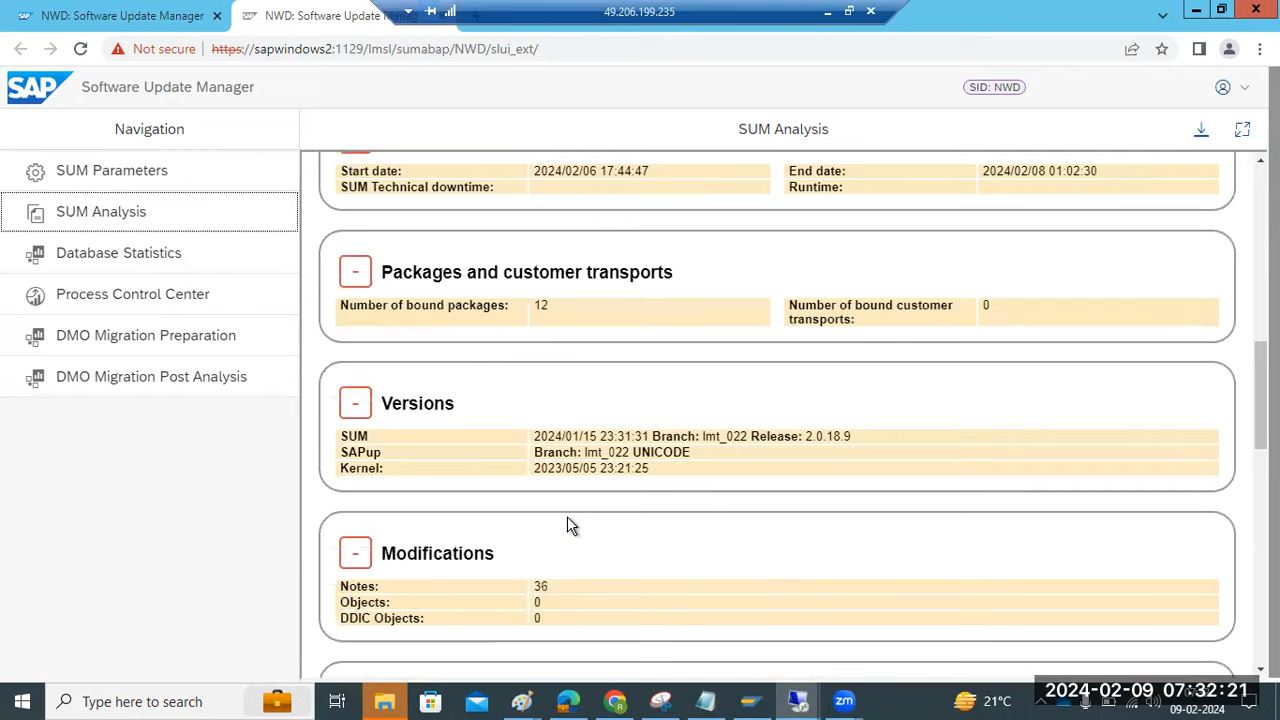 NWD: Software Update Manager
NWD: Software Update Manag
49.206.199.235
Not secure
https://sapwindows2:1129/lmsl/sumabap/NWD/slui_ext/
SAP
Software Update Manager
SID: NWD
Navigation
SUM Analysis
SUM Parameters
SUM Analysis
Database Statistics
Process Control Center
DMO Migration Preparation
DMO Migration Post Analysis
Start date: 2024/02/06 17:44:47 End date: 2024/02/08 01:02:30
SUM Technical downtime: Runtime:
- Packages and customer transports
Number of bound packages: 12 Number of bound customer transports: 0
- Versions
SUM 2024/01/15 23:31:31 Branch: lmt_022 Release: 2.0.18.9
SAPup Branch: lmt_022 UNICODE
Kernel: 2023/05/05 23:21:25
- Modifications
Notes: 36
Objects: 0
DDIC Objects: 0
Type here to search
zm
21°C
2024-02-09 07:32:21
09-02-2024